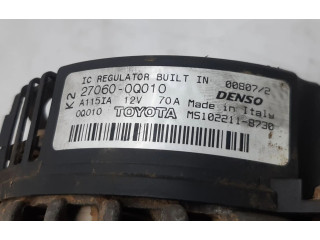 IC REGULATOR BUILT IN 00807/2
K2 27060-0Q010 DENSO
A115IA 12V 70A Made in Italy
0Q010 TOYOTA MS102211-8730